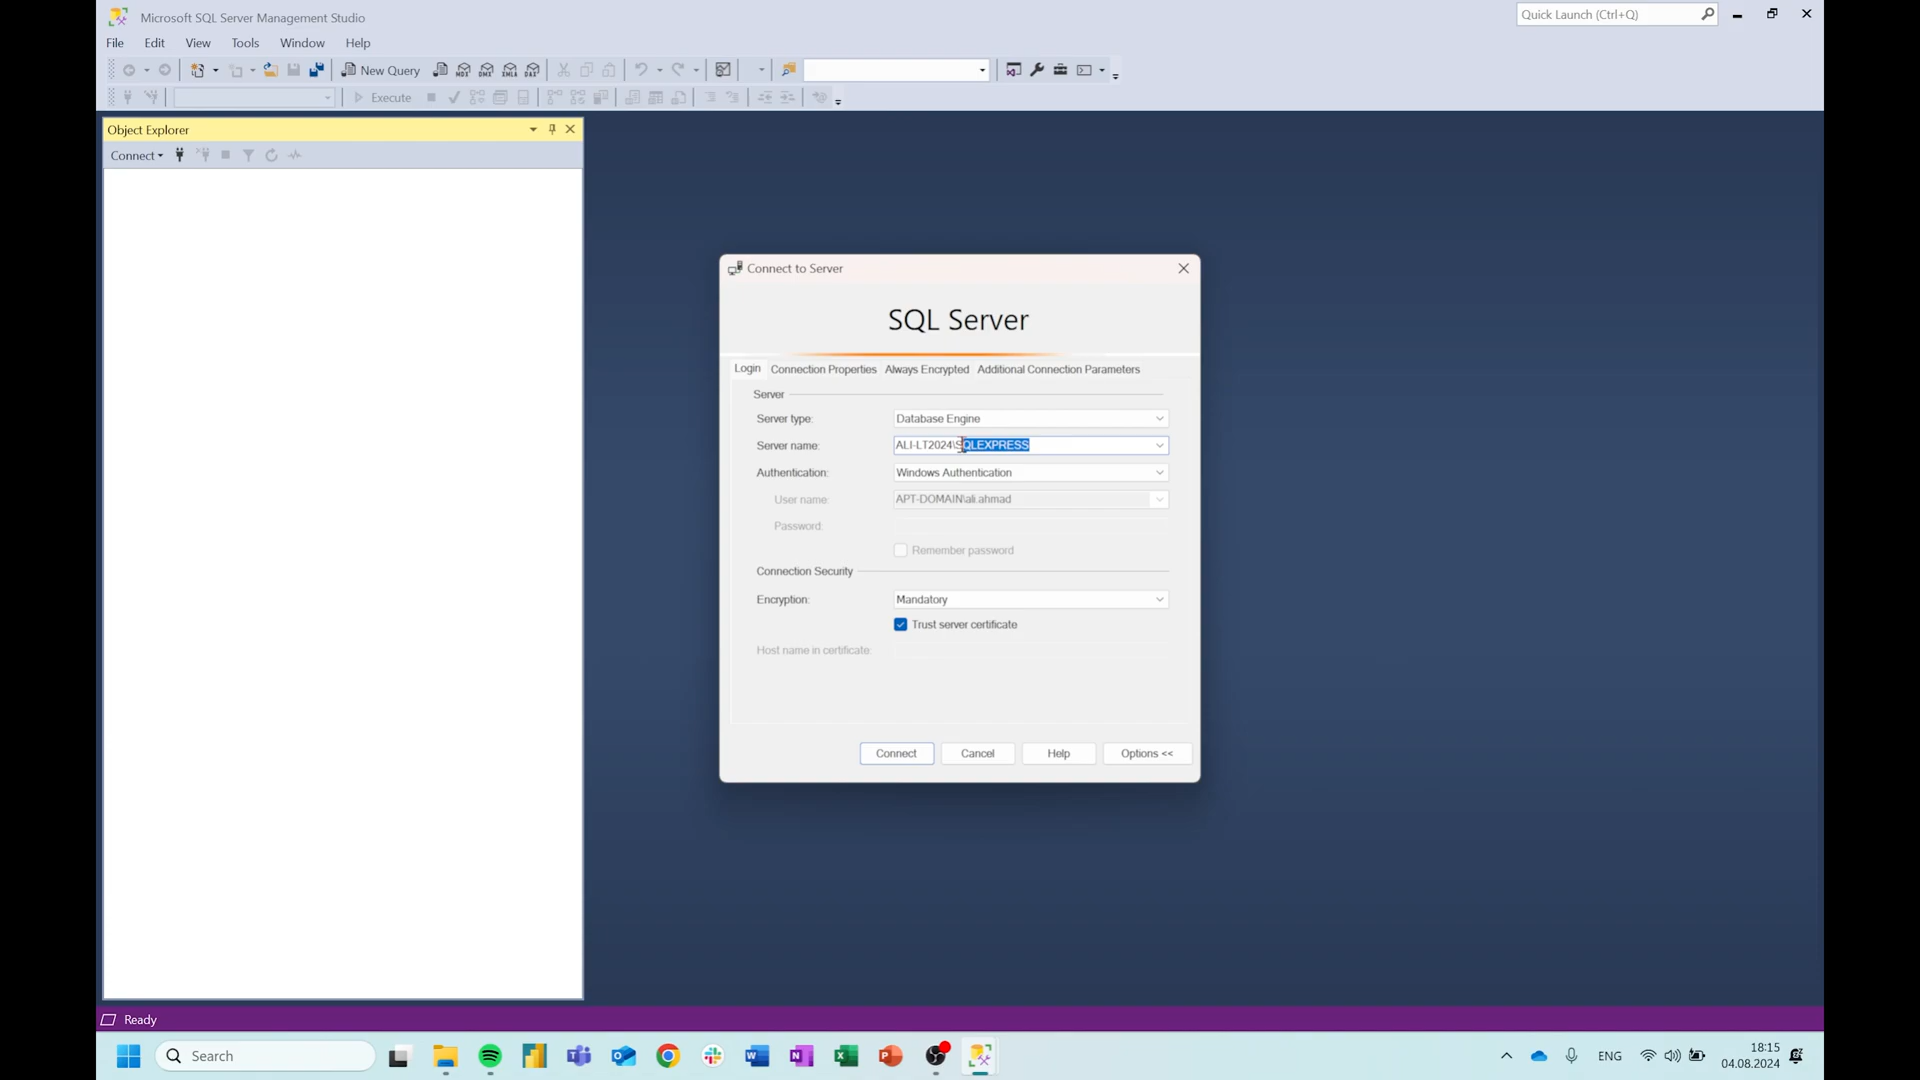 Microsoft SQL Server Management Studio
Quick Launch (Ctrl+Q)
File Edit View Tools Window Help
New Query
MDX DMX XMLA DAX
Execute
Object Explorer
Connect
Connect to Server
SQL Server
Login Connection Properties Always Encrypted Additional Connection Parameters
Server
Server type: Database Engine
Server name: ALI-LT2024\SQLEXPRESS
Authentication: Windows Authentication
User name: APT-DOMAIN\ali.ahmad
Password:
Remember password
Connection Security
Encryption: Mandatory
Trust server certificate
Host name in certificate:
Connect Cancel Help Options <<
Ready
Search
ENG
18:15
04.08.2024